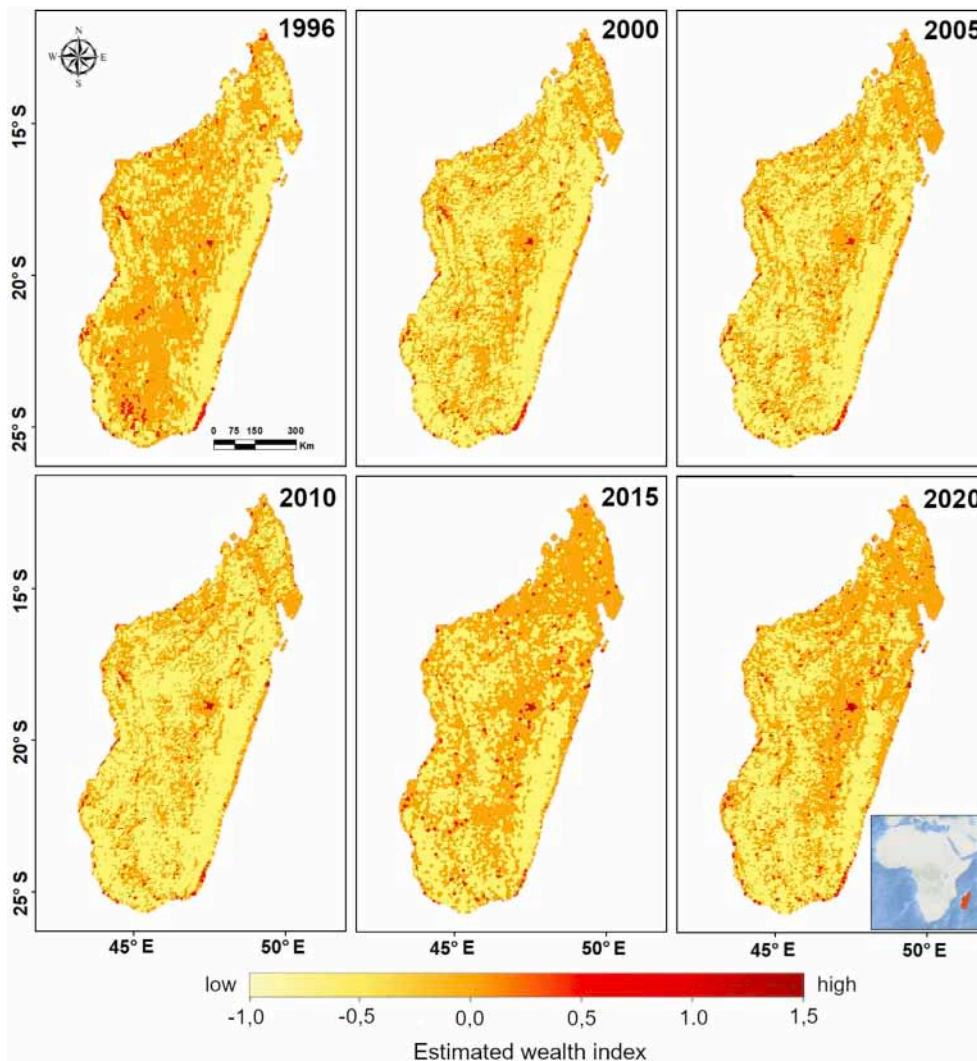 1996
2000
2005
N
W E
S
15° S
20° S
25° S
0 75 150 300
Km
2010
2015
2020
15° S
20° S
25° S
45° E 50° E
45° E 50° E
45° E 50° E
low
high
-1,0 -0,5 0,0 0,5 1.0 1,5
Estimated wealth index